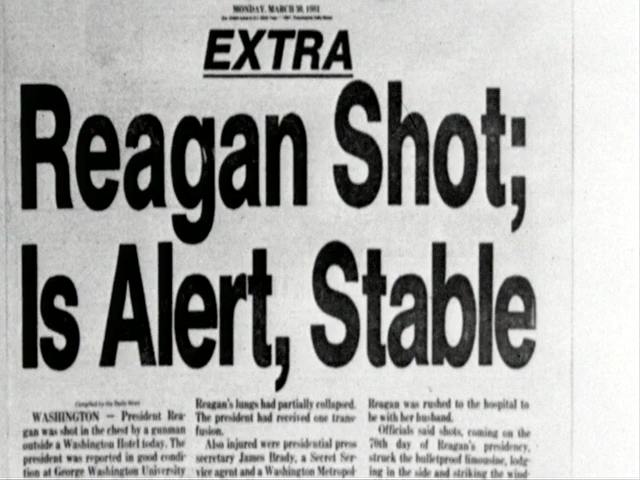 MONDAY, MARCH 30, 1981
EXTRA
Reagan Shot;
Is Alert, Stable
Compiled by the Daily News
WASHINGTON — President Rea-
gan was shot in the chest by a gunman
outside a Washington Hotel today. The
president was reported in good condi-
tion at George Washington University
Reagan's lungs had partially collapsed.
The president had received one trans-
fusion.
Also injured were presidential press
secretary James Brady, a Secret Ser-
vice agent and a Washington Metropol-
Reagan was rushed to the hospital to
be with her husband.
Officials said shots, coming on the
70th day of Reagan's presidency,
struck the bulletproof limousine, lodg-
ing in the side and striking the wind-